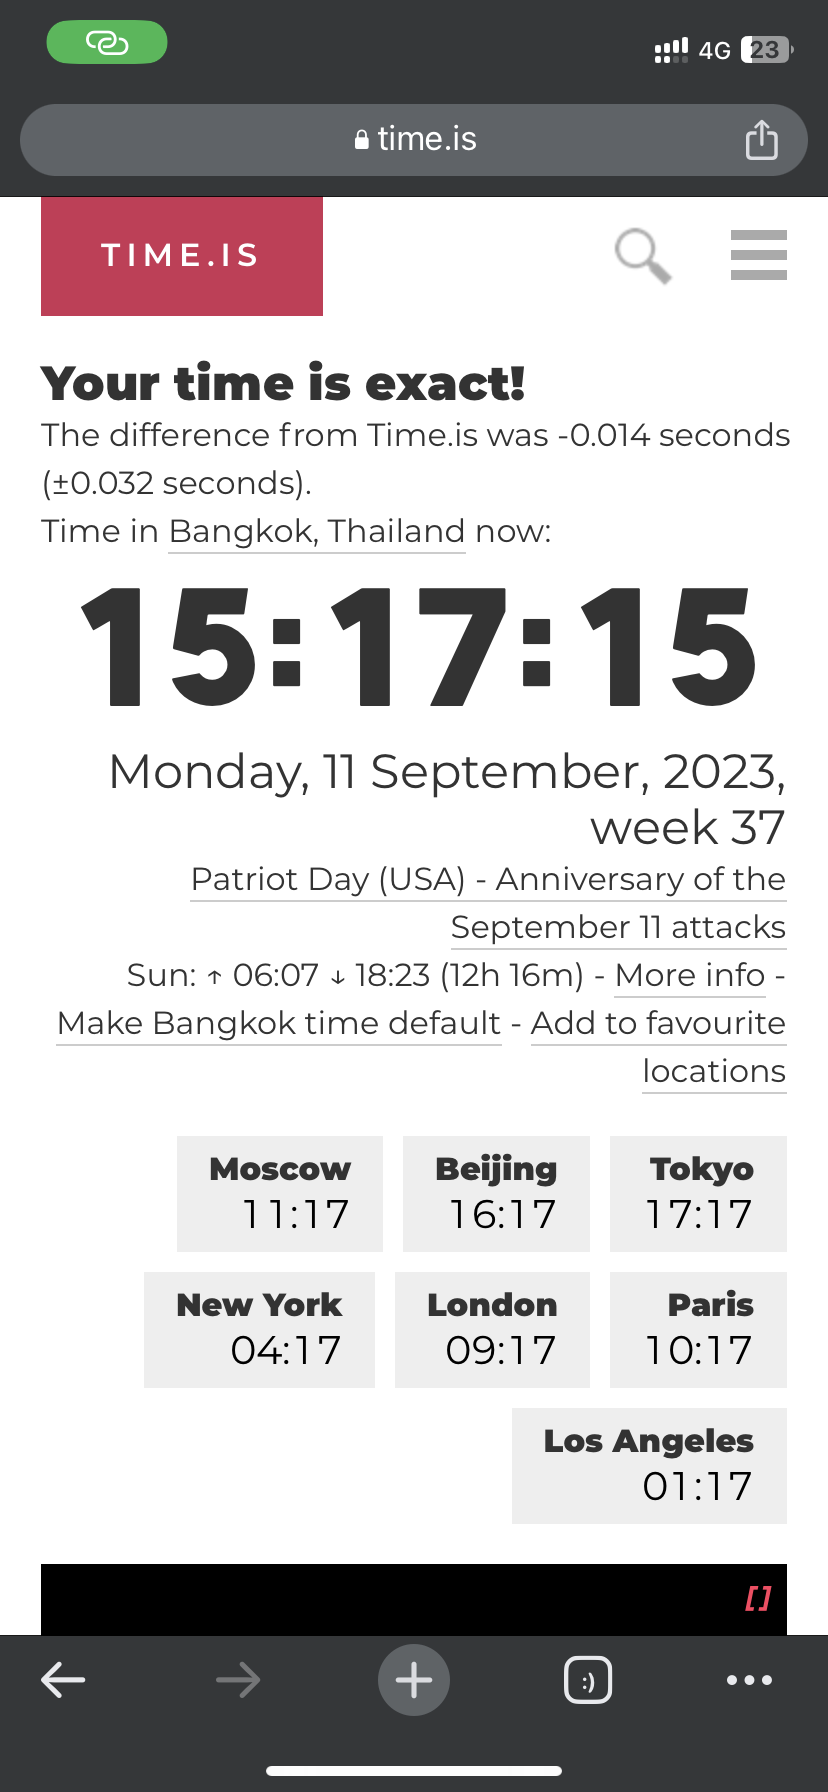 4G 23
time.is
TIME.IS
Your time is exact!
The difference from Time.is was -0.014 seconds
(±0.032 seconds).
Time in Bangkok, Thailand now:
15:17:15
Monday, 11 September, 2023,
week 37
Patriot Day (USA) - Anniversary of the
September 11 attacks
Sun: ↑ 06:07 ↓ 18:23 (12h 16m) - More info -
Make Bangkok time default - Add to favourite
locations
Moscow Beijing Tokyo
11:17 16:17 17:17
New York London Paris
04:17 09:17 10:17
Los Angeles
01:17
[]
:)